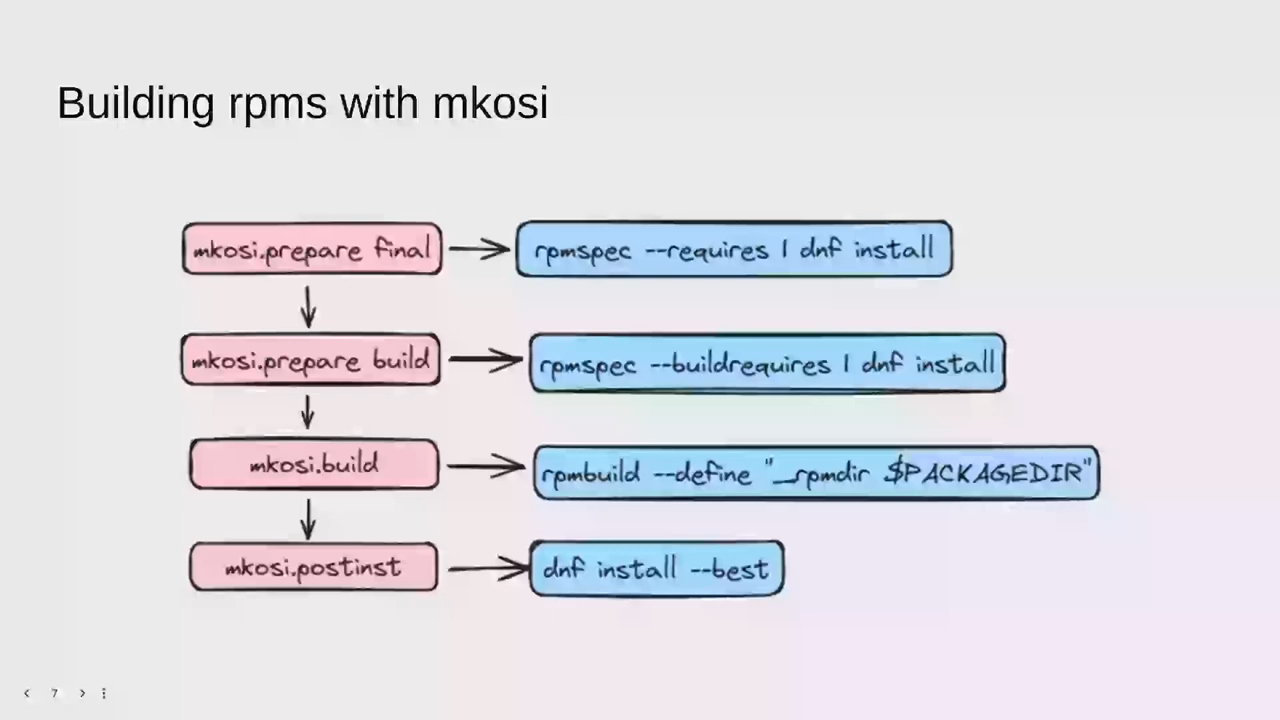 Building rpms with mkosi
mkosi.prepare final
rpmspec --requires | dnf install
mkosi.prepare build
rpmspec --buildrequires | dnf install
mkosi.build
rpmbuild --define "_rpmdir $PACKAGEDIR"
mkosi.postinst
dnf install --best
7